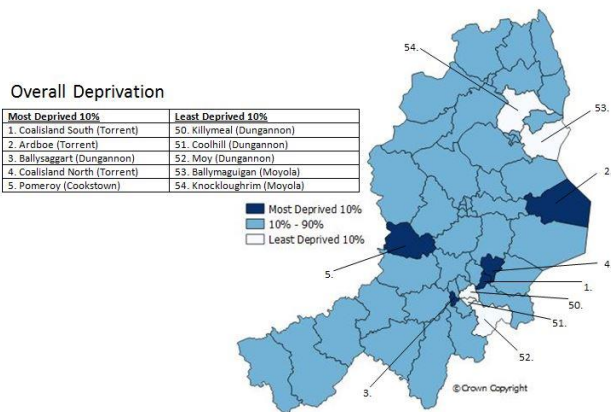 Overall Deprivation
Most Deprived 10% Least Deprived 10%
1. Coalisland South (Torrent) 50. Killymeal (Dungannon)
2. Ardboe (Torrent) 51. Coolhill (Dungannon)
3. Ballysaggart (Dungannon) 52. Moy (Dungannon)
4. Coalisland North (Torrent) 53. Ballymaguigan (Moyola)
5. Pomeroy (Cookstown) 54. Knockloughrim (Moyola)
Most Deprived 10%
10% - 90%
Least Deprived 10%
54.
53.
2.
5.
4.
1.
50.
51.
52.
3.
©Crown Copyright